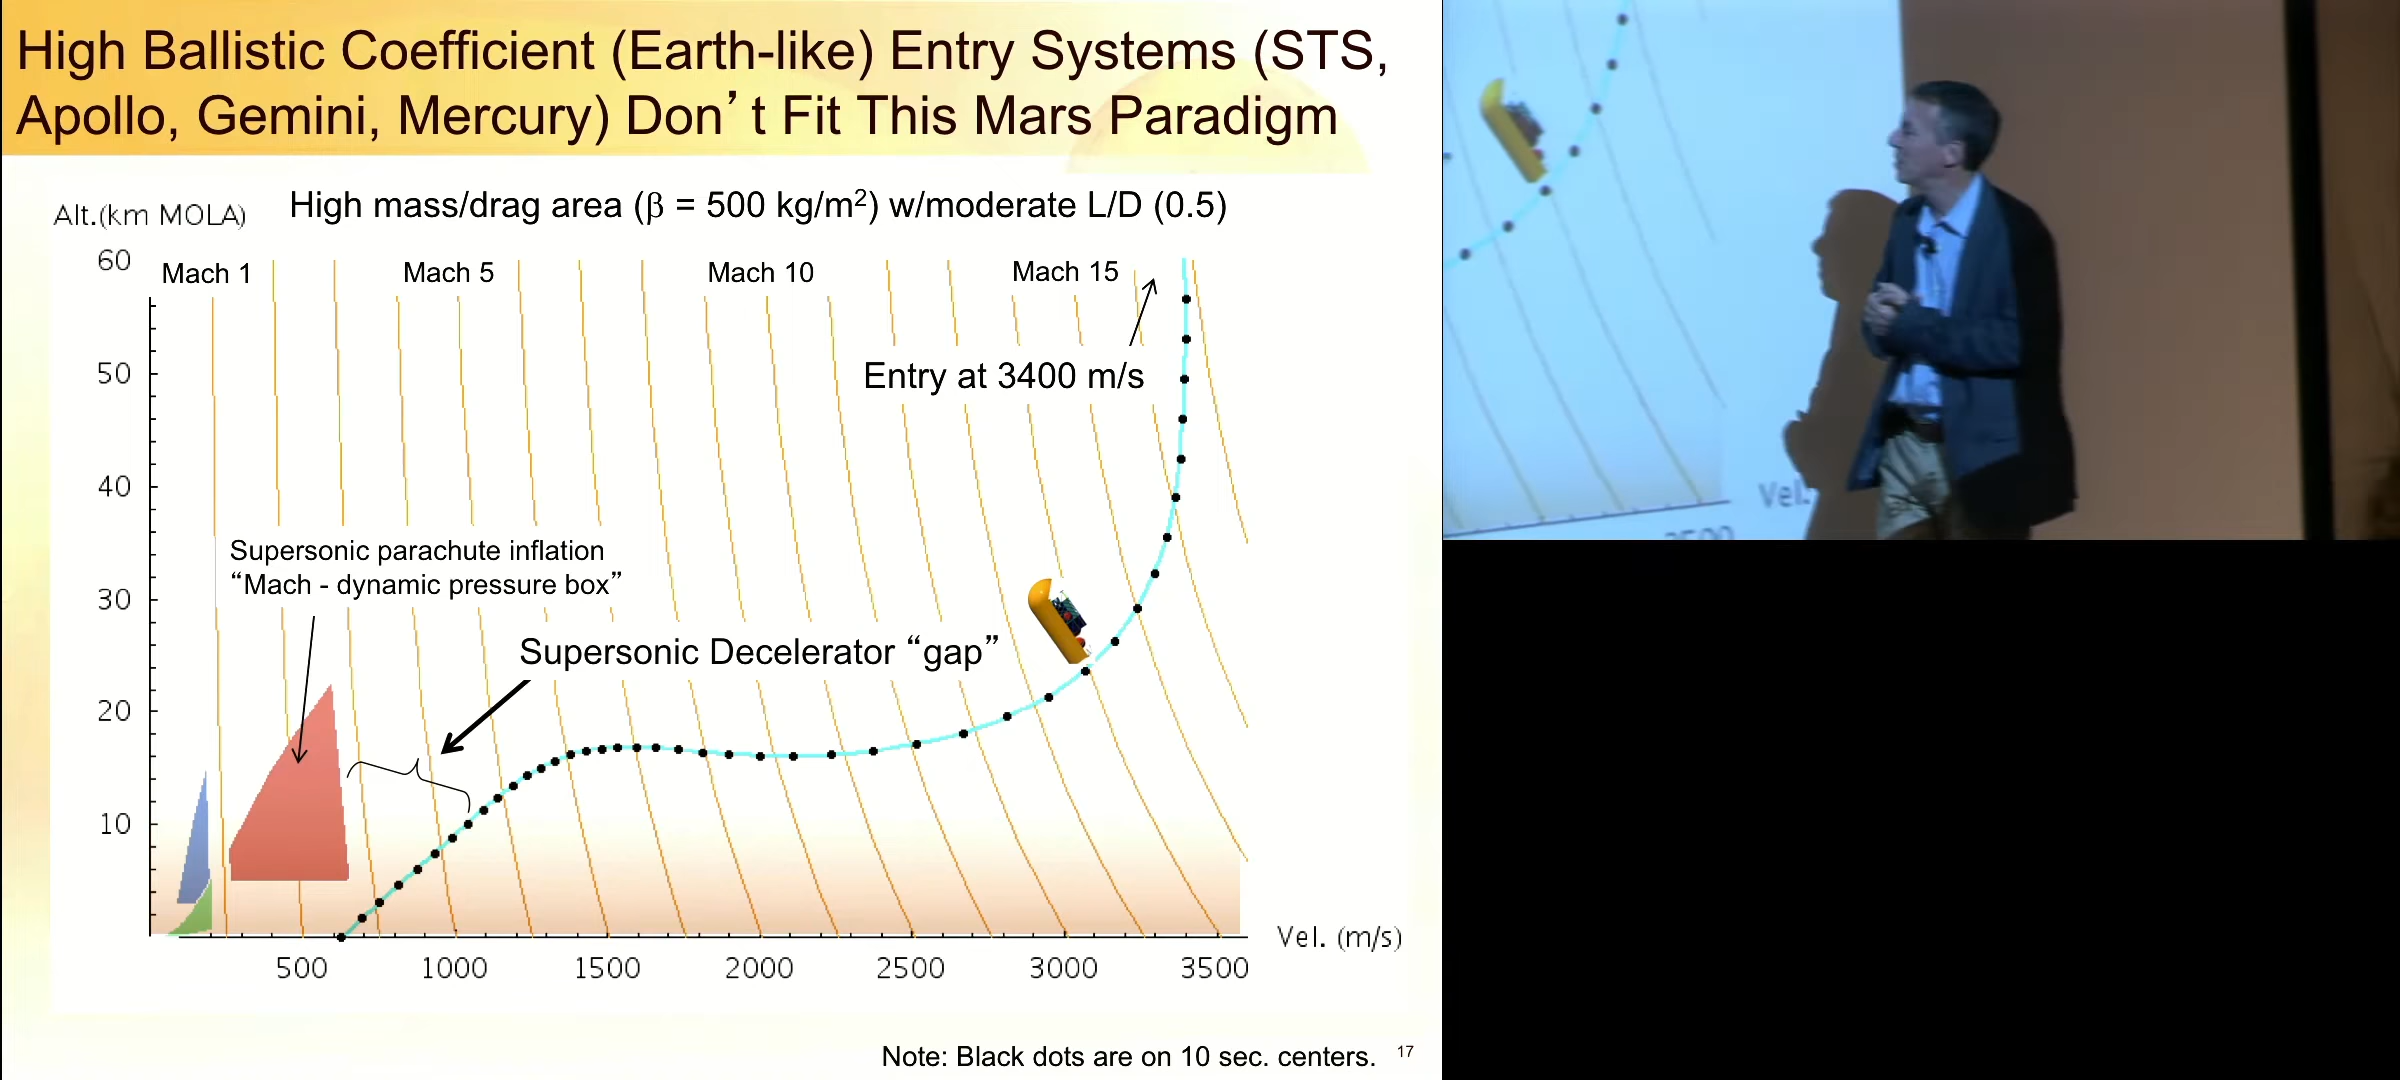 High Ballistic Coefficient (Earth-like) Entry Systems (STS,
Apollo, Gemini, Mercury) Don’t Fit This Mars Paradigm
Alt.(km MOLA)
High mass/drag area (β = 500 kg/m²) w/moderate L/D (0.5)
60
Mach 1
Mach 5
Mach 10
Mach 15
50
Entry at 3400 m/s
40
Supersonic parachute inflation
“Mach - dynamic pressure box”
30
Supersonic Decelerator “gap”
20
10
Vel. (m/s)
500 1000 1500 2000 2500 3000 3500
Note: Black dots are on 10 sec. centers.
17
Vel.
3500